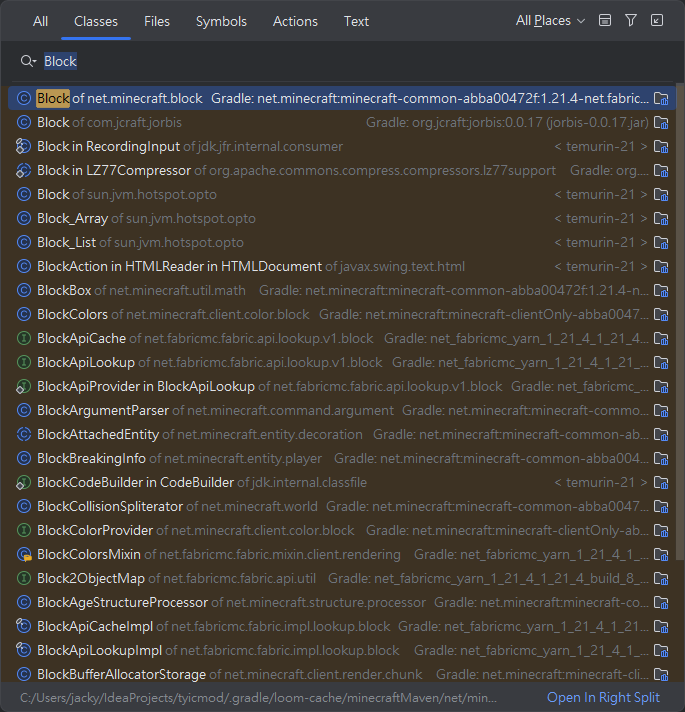 All Classes Files Symbols Actions Text All Places
Block
Block of net.minecraft.block Gradle: net.minecraft:minecraft-common-abba00472f:1.21.4-net.fabric...
Block of com.jcraft.jorbis Gradle: org.jcraft:jorbis:0.0.17 (jorbis-0.0.17.jar)
Block in RecordingInput of jdk.jfr.internal.consumer < temurin-21 >
Block in LZ77Compressor of org.apache.commons.compress.compressors.lz77support Gradle: org....
Block of sun.jvm.hotspot.opto < temurin-21 >
Block_Array of sun.jvm.hotspot.opto < temurin-21 >
Block_List of sun.jvm.hotspot.opto < temurin-21 >
BlockAction in HTMLReader in HTMLDocument of javax.swing.text.html < temurin-21 >
BlockBox of net.minecraft.util.math Gradle: net.minecraft:minecraft-common-abba00472f:1.21.4-n...
BlockColors of net.minecraft.client.color.block Gradle: net.minecraft:minecraft-clientOnly-abba0047...
BlockApiCache of net.fabricmc.fabric.api.lookup.v1.block Gradle: net_fabricmc_yarn_1_21_4_1_21_...
BlockApiLookup of net.fabricmc.fabric.api.lookup.v1.block Gradle: net_fabricmc_yarn_1_21_4_1_21...
BlockApiProvider in BlockApiLookup of net.fabricmc.fabric.api.lookup.v1.block Gradle: net_fabricmc_...
BlockArgumentParser of net.minecraft.command.argument Gradle: net.minecraft:minecraft-commo...
BlockAttachedEntity of net.minecraft.entity.decoration Gradle: net.minecraft:minecraft-common-ab...
BlockBreakingInfo of net.minecraft.entity.player Gradle: net.minecraft:minecraft-common-abba004...
BlockCodeBuilder in CodeBuilder of jdk.internal.classfile < temurin-21 >
BlockCollisionSpliterator of net.minecraft.world Gradle: net.minecraft:minecraft-common-abba0047...
BlockColorProvider of net.minecraft.client.color.block Gradle: net.minecraft:minecraft-clientOnly-ab...
BlockColorsMixin of net.fabricmc.fabric.mixin.client.rendering Gradle: net_fabricmc_yarn_1_21_4_1_...
Block2ObjectMap of net.fabricmc.fabric.api.util Gradle: net_fabricmc_yarn_1_21_4_1_21_4_build_8_...
BlockAgeStructureProcessor of net.minecraft.structure.processor Gradle: net.minecraft:minecraft-co...
BlockApiCacheImpl of net.fabricmc.fabric.impl.lookup.block Gradle: net_fabricmc_yarn_1_21_4_1_21...
BlockApiLookupImpl of net.fabricmc.fabric.impl.lookup.block Gradle: net_fabricmc_yarn_1_21_4_1_...
BlockBufferAllocatorStorage of net.minecraft.client.render.chunk Gradle: net.minecraft:minecraft-cli...
C:/Users/jacky/IdeaProjects/tyicmod/.gradle/loom-cache/minecraftMaven/net/min... Open In Right Split